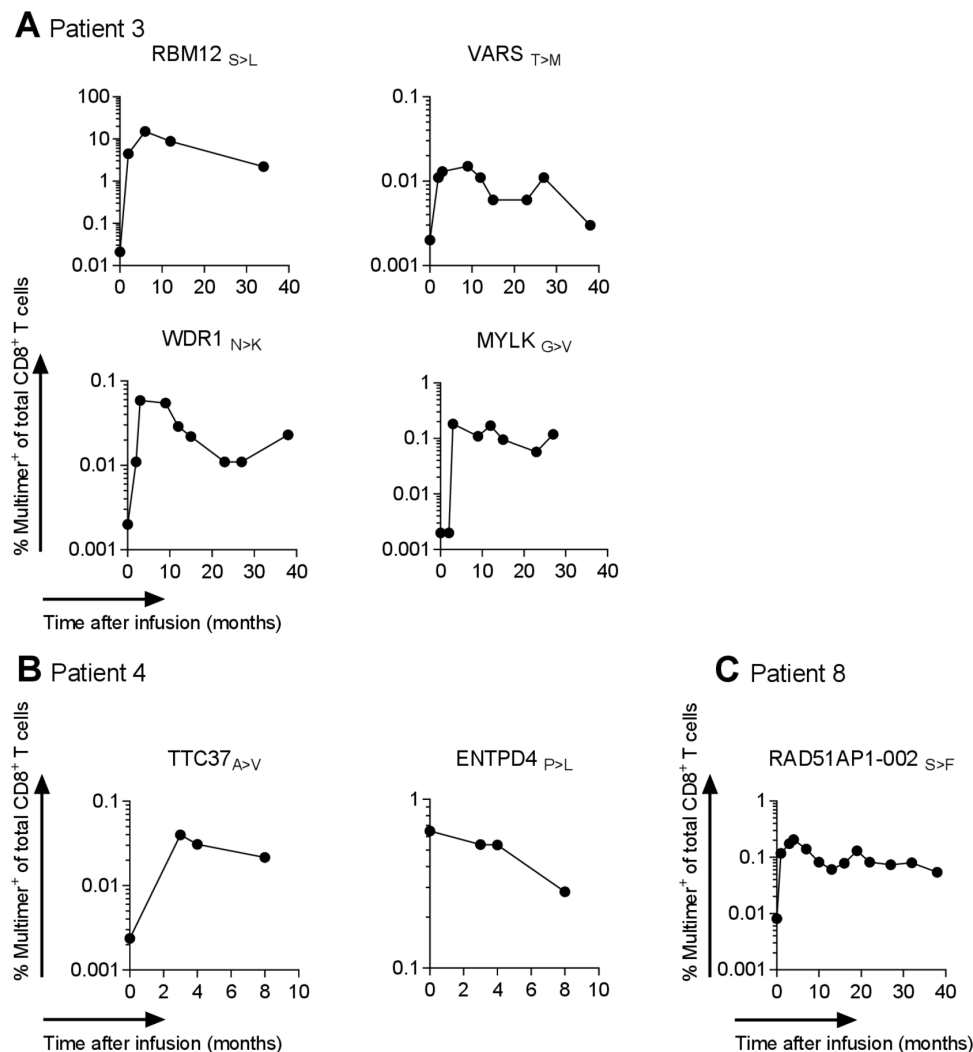 A Patient 3
RBM12 S>L
VARS T>M
100
10
1
0.1
0.01
0 10 20 30 40
0.1
0.01
0.001
0 10 20 30 40
WDR1 N>K
MYLK G>V
0.1
0.01
0.001
0 10 20 30 40
1
0.1
0.01
0.001
0 10 20 30 40
% Multimer+ of total CD8+ T cells
Time after infusion (months)
B Patient 4
TTC37 A>V
ENTPD4 P>L
0.1
0.01
0.001
0 2 4 6 8 10
1
0.1
0 2 4 6 8 10
% Multimer+ of total CD8+ T cells
Time after infusion (months)
C Patient 8
RAD51AP1-002 S>F
1
0.1
0.01
0.001
0 10 20 30 40
% Multimer+ of total CD8+ T cells
Time after infusion (months)